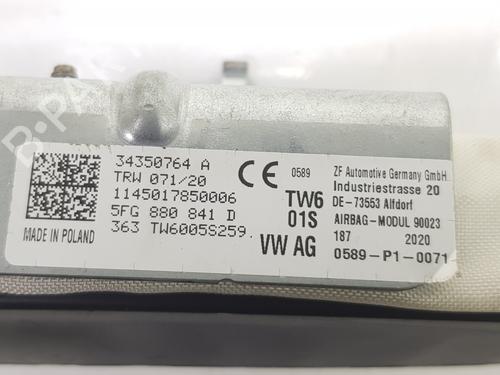 B-PARTS
34350764 A
TRW 071/20
1145017850006
5FG 880 841 D
363 TW6005S259.
MADE IN POLAND
CE 0589
TW6
01S
VW AG
ZF Automotive Germany GmbH
Industriestrasse 20
DE-73553 Alfdorf
AIRBAG-MODUL 90023
187 2020
0589-P1-0071